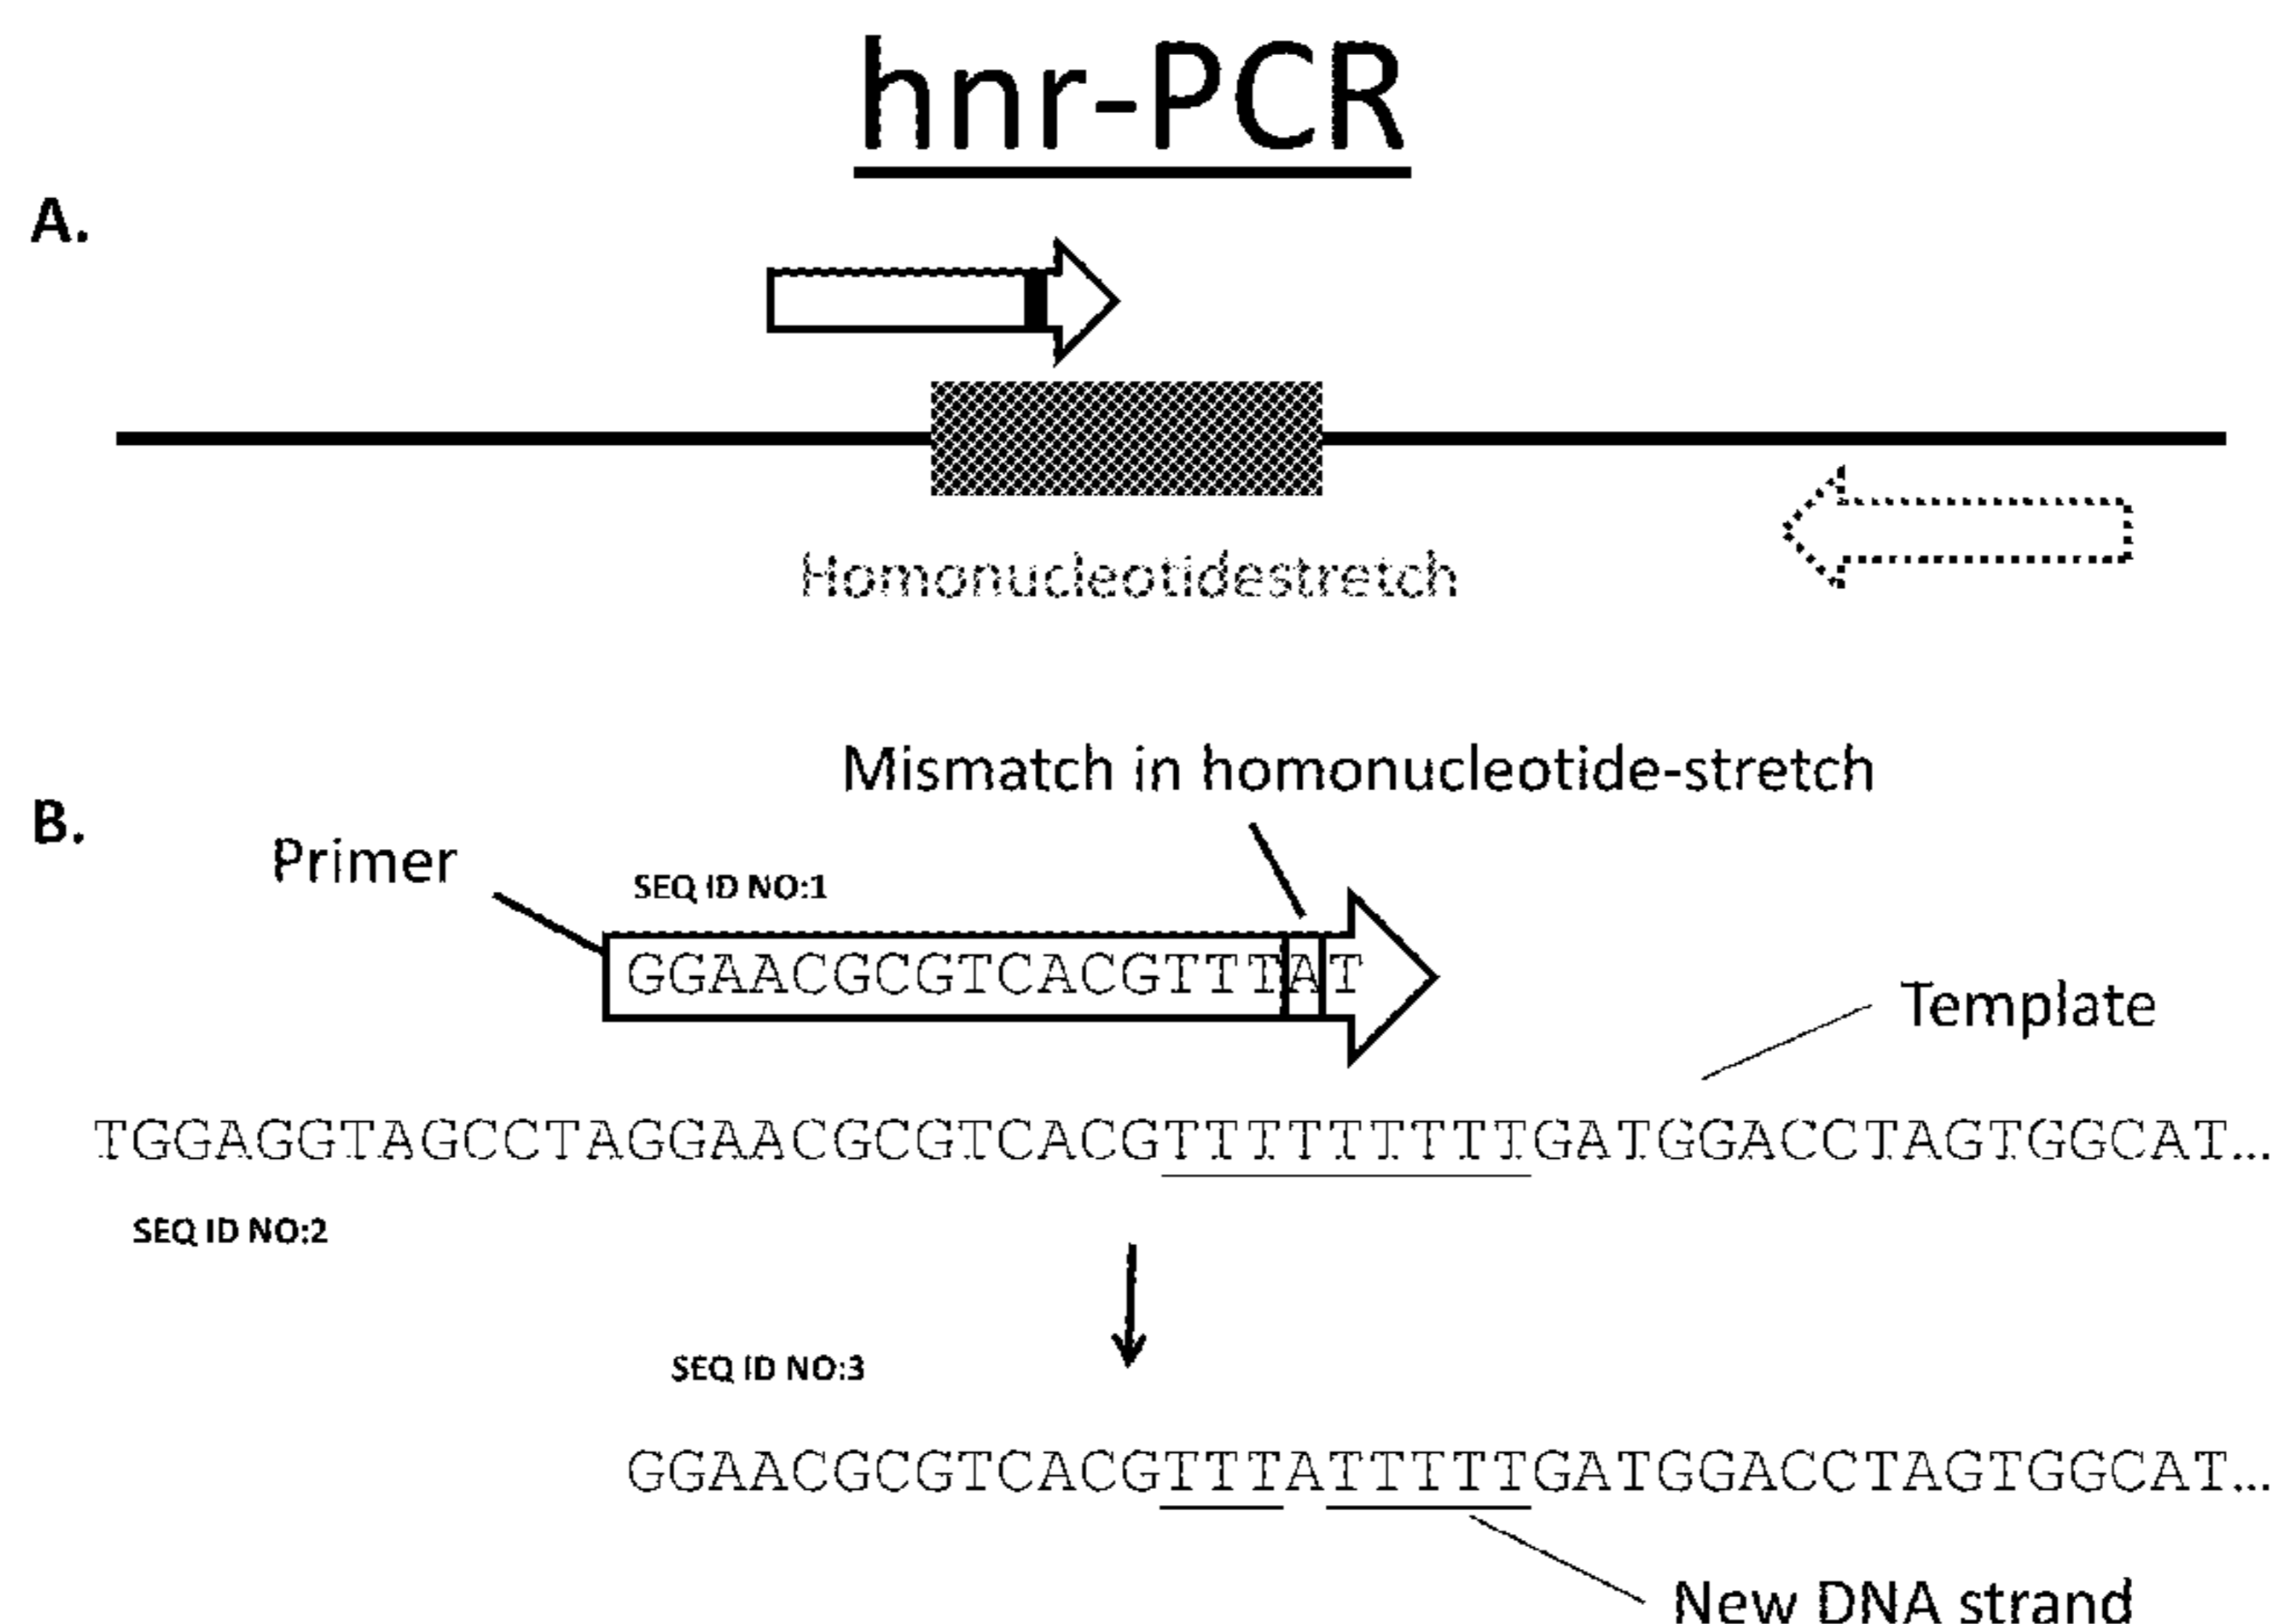 hnr-PCR
A.
Homonucleotidestretch
Mismatch in homonucleotide-stretch
B.
Primer
SEQ ID NO:1
GGAACGCGTCACGTTTAT
Template
TGGAGGTAGCCTAGGAACGCGTCACGTTTTTTTTTGATGGACCTAGTGGCAT...
SEQ ID NO:2
SEQ ID NO:3
GGAACGCGTCACGTTTATTTTTGATGGACCTAGTGGCAT...
New DNA strand